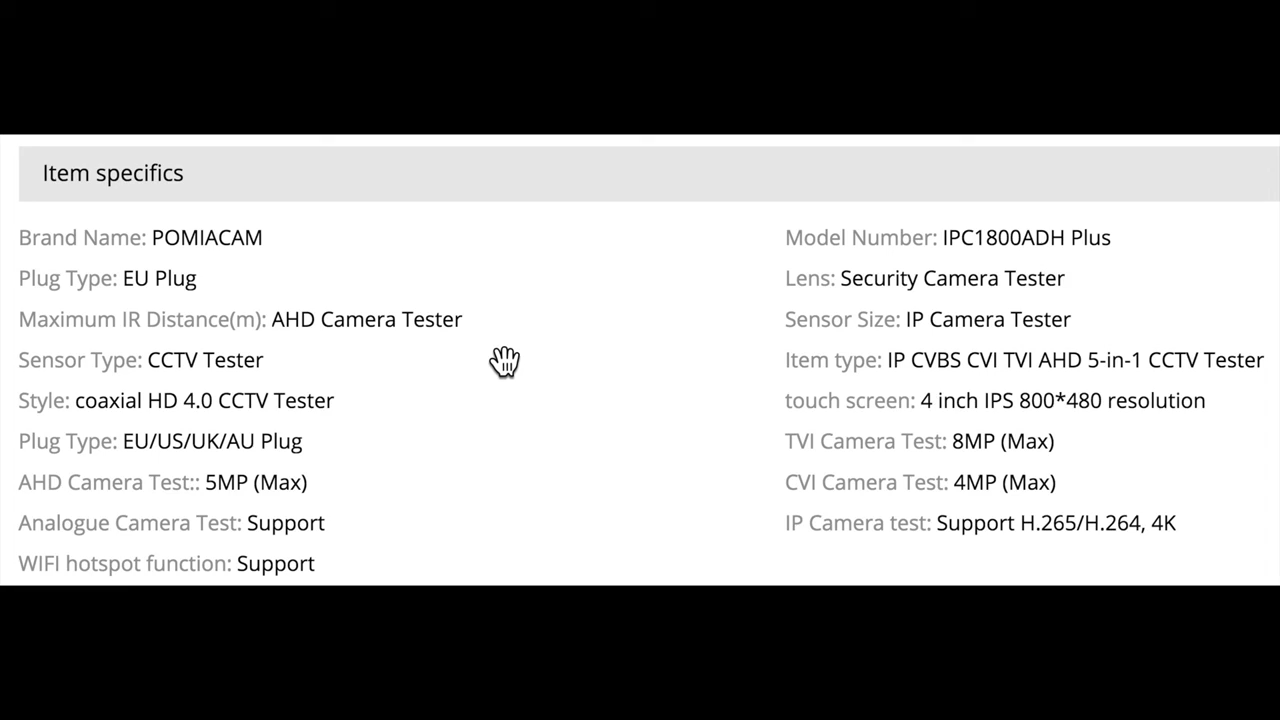 Item specifics
Brand Name: POMIACAM
Model Number: IPC1800ADH Plus
Plug Type: EU Plug
Lens: Security Camera Tester
Maximum IR Distance(m): AHD Camera Tester
Sensor Size: IP Camera Tester
Sensor Type: CCTV Tester
Item type: IP CVBS CVI TVI AHD 5-in-1 CCTV Tester
Style: coaxial HD 4.0 CCTV Tester
touch screen: 4 inch IPS 800*480 resolution
Plug Type: EU/US/UK/AU Plug
TVI Camera Test: 8MP (Max)
AHD Camera Test:: 5MP (Max)
CVI Camera Test: 4MP (Max)
Analogue Camera Test: Support
IP Camera test: Support H.265/H.264, 4K
WIFI hotspot function: Support